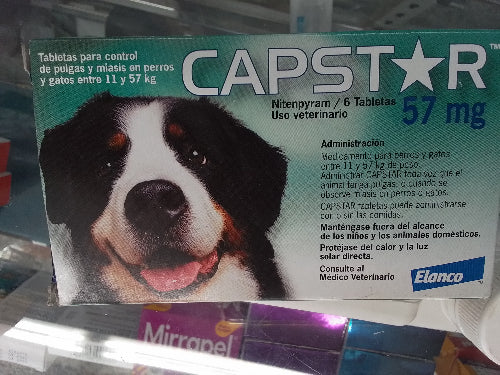 Tabletas para control
de pulgas y miasis en perros
y gatos entre 11 y 57 kg
CAPSTAR™
Nitenpyram / 6 Tabletas
Uso veterinario
57 mg
Administración
Medicamento para perros y gatos
entre 11 y 57 kg de peso.
Administrar CAPSTAR toda vez que el
animal tenga pulgas, o cuando se
observe miasis en perros o gatos.
CAPSTAR tabletas puede administrarse
con o sin las comidas.
Manténgase fuera del alcance
de los niños y los animales domésticos.
Protéjase del calor y la luz
solar directa.
Consulte al
Médico Veterinario
Elanco
Mirrapel